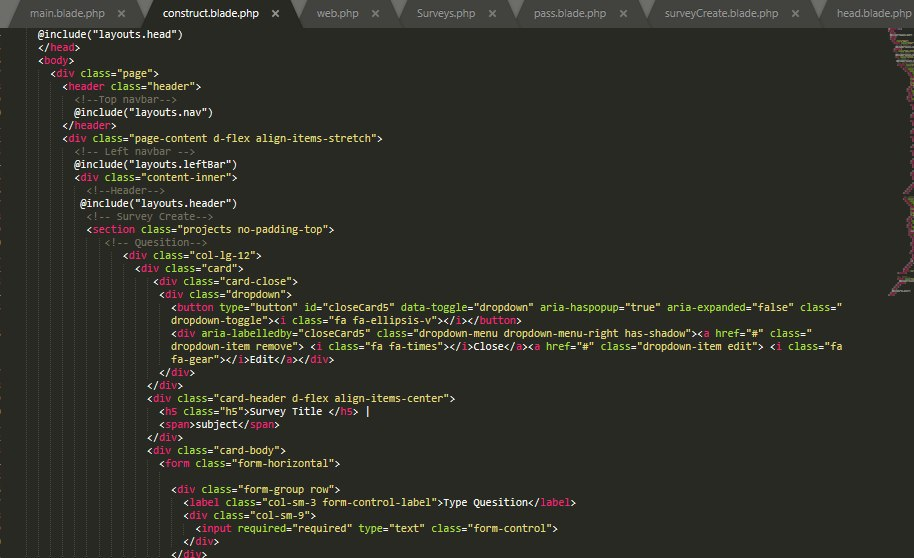 main.blade.php × construct.blade.php × web.php × Surveys.php × pass.blade.php × surveyCreate.blade.php × head.blade.php
@include("layouts.head")
</head>
<body>
<div class="page">
<header class="header">
<!--Top navbar-->
@include("layouts.nav")
</header>
<div class="page-content d-flex align-items-stretch">
<!-- Left navbar -->
@include("layouts.leftBar")
<div class="content-inner">
<!--Header-->
@include("layouts.header")
<!-- Survey Create-->
<section class="projects no-padding-top">
<!-- Quesition-->
<div class="col-lg-12">
<div class="card">
<div class="card-close">
<div class="dropdown">
<button type="button" id="closeCard5" data-toggle="dropdown" aria-haspopup="true" aria-expanded="false" class="
dropdown-toggle"><i class="fa fa-ellipsis-v"></i></button>
<div aria-labelledby="closeCard5" class="dropdown-menu dropdown-menu-right has-shadow"><a href="#" class="
dropdown-item remove"> <i class="fa fa-times"></i>Close</a><a href="#" class="dropdown-item edit"> <i class="fa
fa-gear"></i>Edit</a></div>
</div>
</div>
<div class="card-header d-flex align-items-center">
<h5 class="h5">Survey Title </h5> |
<span>subject</span>
</div>
<div class="card-body">
<form class="form-horizontal">
<div class="form-group row">
<label class="col-sm-3 form-control-label">Type Quesition</label>
<div class="col-sm-9">
<input required="required" type="text" class="form-control">
</div>
</div>